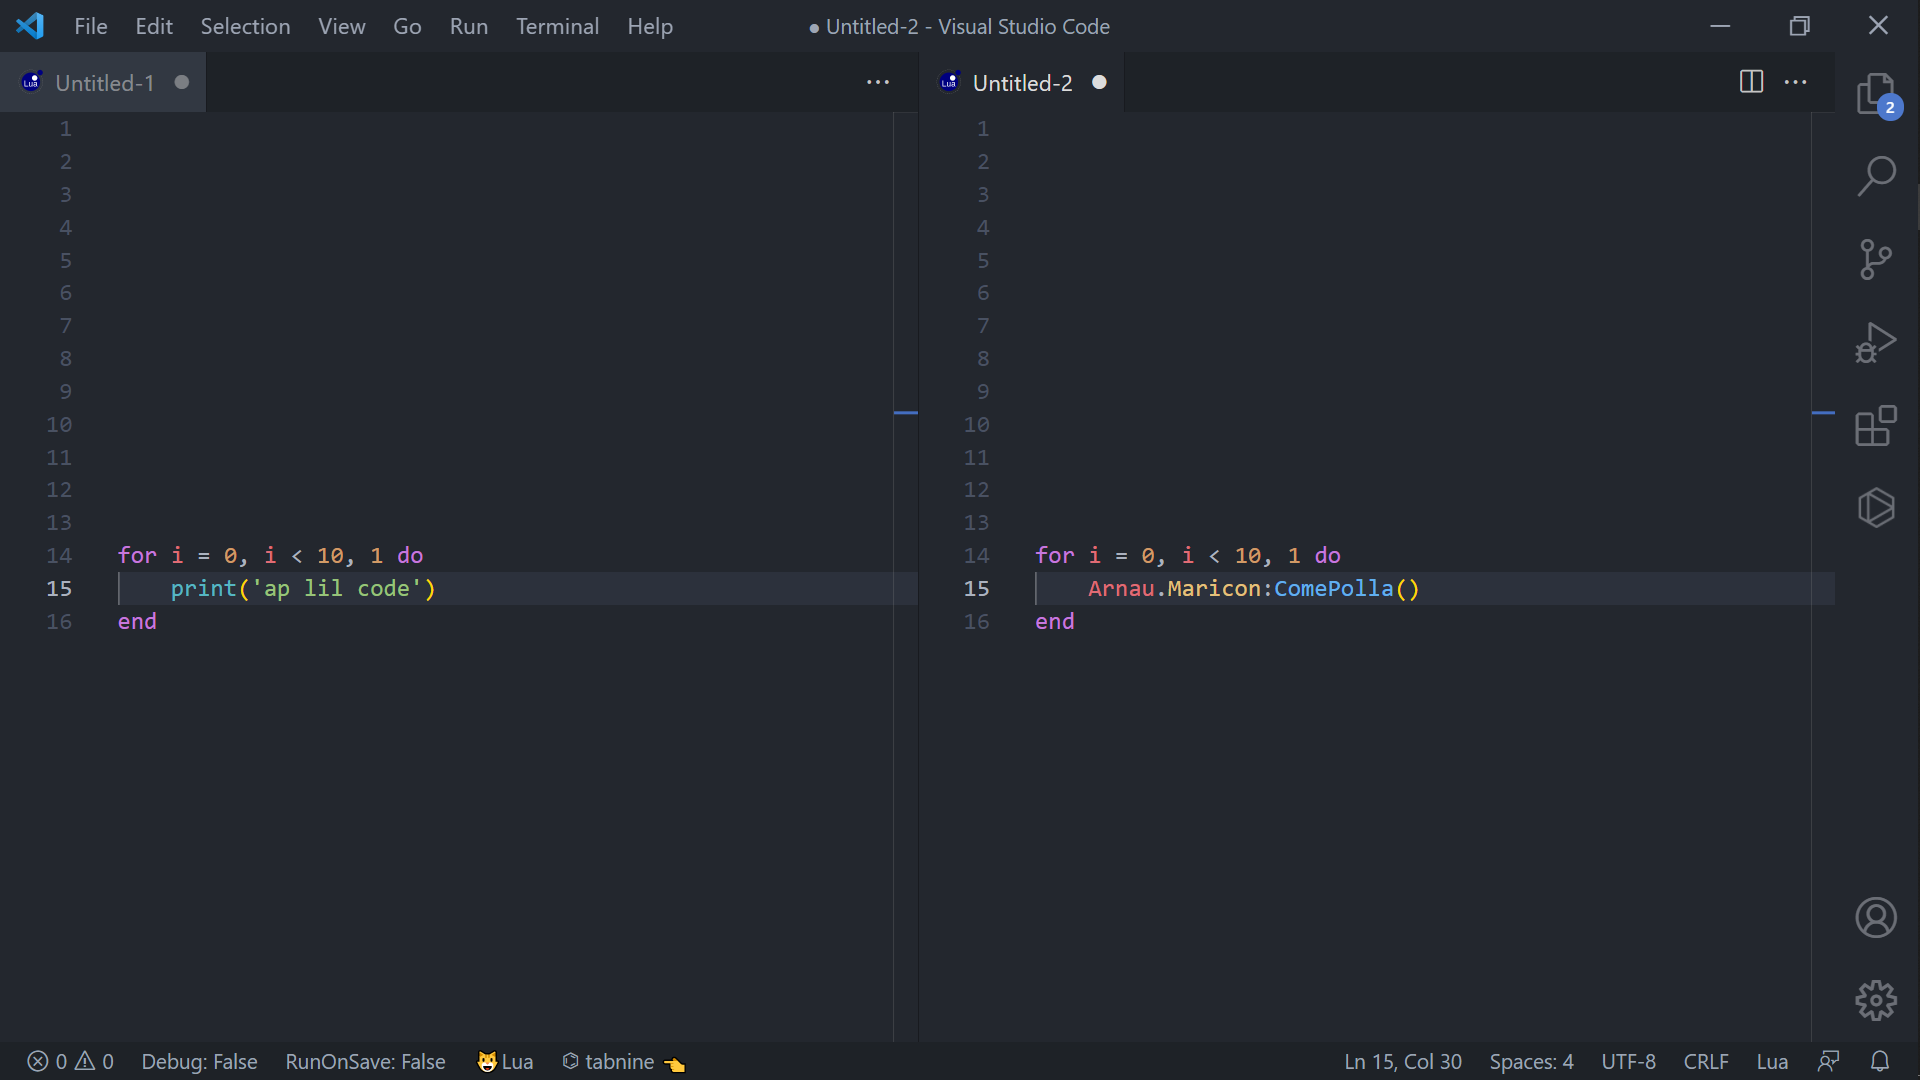 File Edit Selection View Go Run Terminal Help ● Untitled-2 - Visual Studio Code
Lua Untitled-1 ● ···
Lua Untitled-2 ● ···
2
1
2
3
4
5
6
7
8
9
10
11
12
13
14 for i = 0, i < 10, 1 do
15     print('ap lil code')
16 end
1
2
3
4
5
6
7
8
9
10
11
12
13
14 for i = 0, i < 10, 1 do
15     Arnau.Maricon:ComePolla()
16 end
0 0 Debug: False RunOnSave: False 😺Lua tabnine 👈 Ln 15, Col 30 Spaces: 4 UTF-8 CRLF Lua